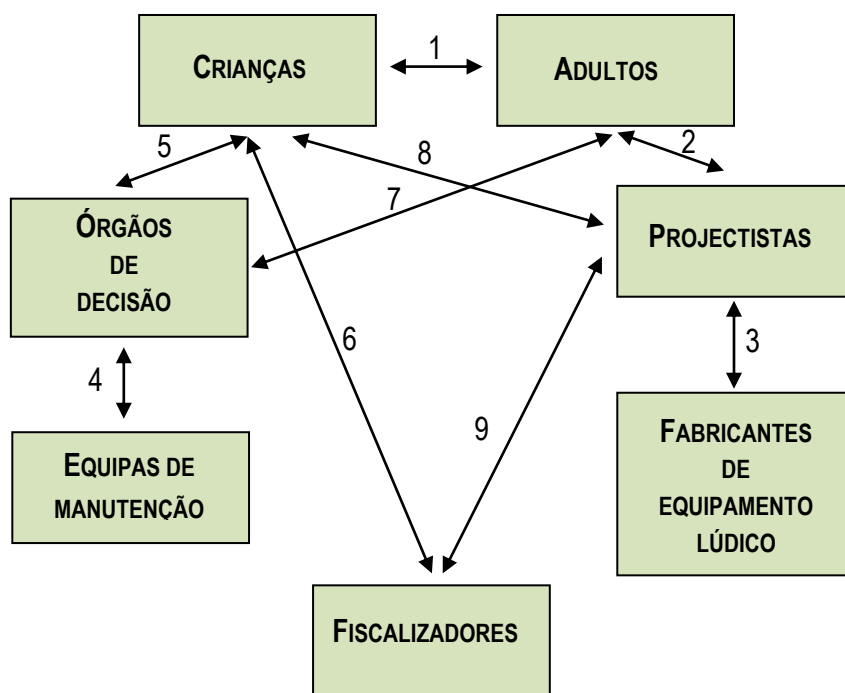 CRIANÇAS
1
ADULTOS
5
8
2
7
ÓRGÃOS
DE
DECISÃO
PROJECTISTAS
6
3
4
9
EQUIPAS DE
MANUTENÇÃO
FABRICANTES
DE
EQUIPAMENTO
LÚDICO
FISCALIZADORES